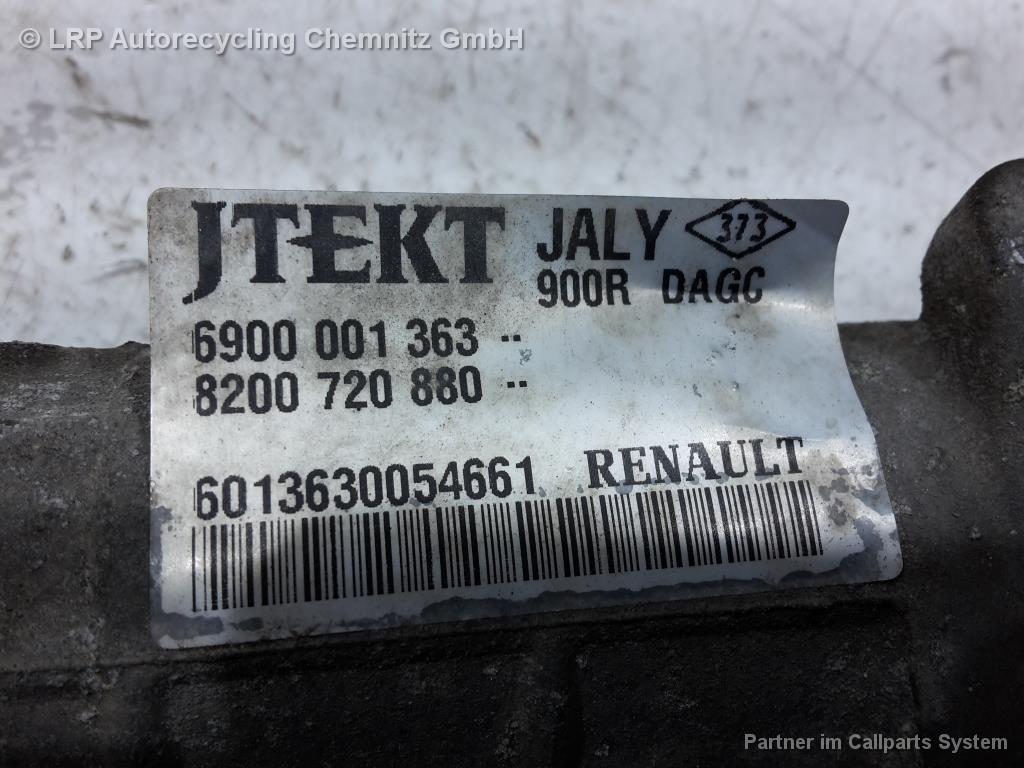 © LRP Autorecycling Chemnitz GmbH
JTEKT JALY 373
900R DAGC
6900 001 363 --
8200 720 880 --
6013630054661 RENAULT
Partner im Callparts System